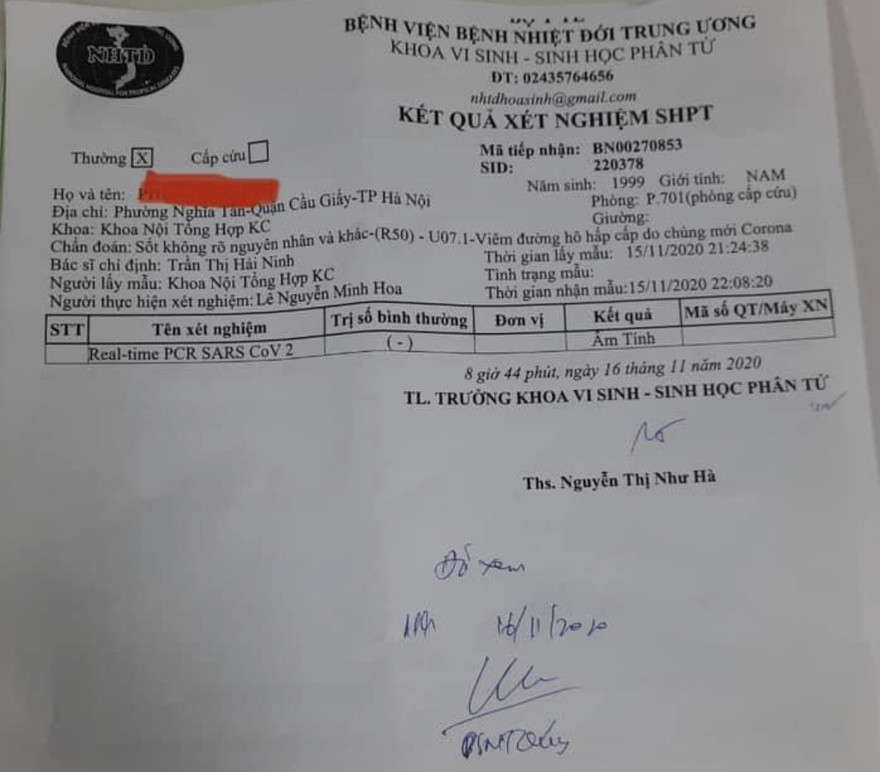 BỆNH VIỆN BỆNH NHIỆT ĐỚI TRUNG ƯƠNG
KHOA VI SINH - SINH HỌC PHÂN TỬ
ĐT: 02435764656
nhtdhoasinh@gmail.com
NHTD
KẾT QUẢ XÉT NGHIỆM SHPT
Thường X Cấp cứu
Mã tiếp nhận: BN00270853
SID: 220378
Họ và tên:
Năm sinh: 1999 Giới tính: NAM
Địa chỉ: Phường Nghĩa Tân-Quận Cầu Giấy-TP Hà Nội
Phòng: P.701(phòng cấp cứu)
Khoa: Khoa Nội Tổng Hợp KC
Giường:
Chẩn đoán: Sốt không rõ nguyên nhân và khác-(R50) - U07.1-Viêm đường hô hấp cấp do chủng mới Corona
Bác sĩ chỉ định: Trần Thị Hải Ninh
Thời gian lấy mẫu: 15/11/2020 21:24:38
Người lấy mẫu: Khoa Nội Tổng Hợp KC
Tình trạng mẫu:
Người thực hiện xét nghiệm: Lê Nguyễn Minh Hoa
Thời gian nhận mẫu:15/11/2020 22:08:20
STT Tên xét nghiệm Trị số bình thường Đơn vị Kết quả Mã số QT/Máy XN
Real-time PCR SARS CoV 2 (-) Âm Tính
8 giờ 44 phút, ngày 16 tháng 11 năm 2020
TL. TRƯỞNG KHOA VI SINH - SINH HỌC PHÂN TỬ
Ths. Nguyễn Thị Như Hà
Đã xem
16/11/2020